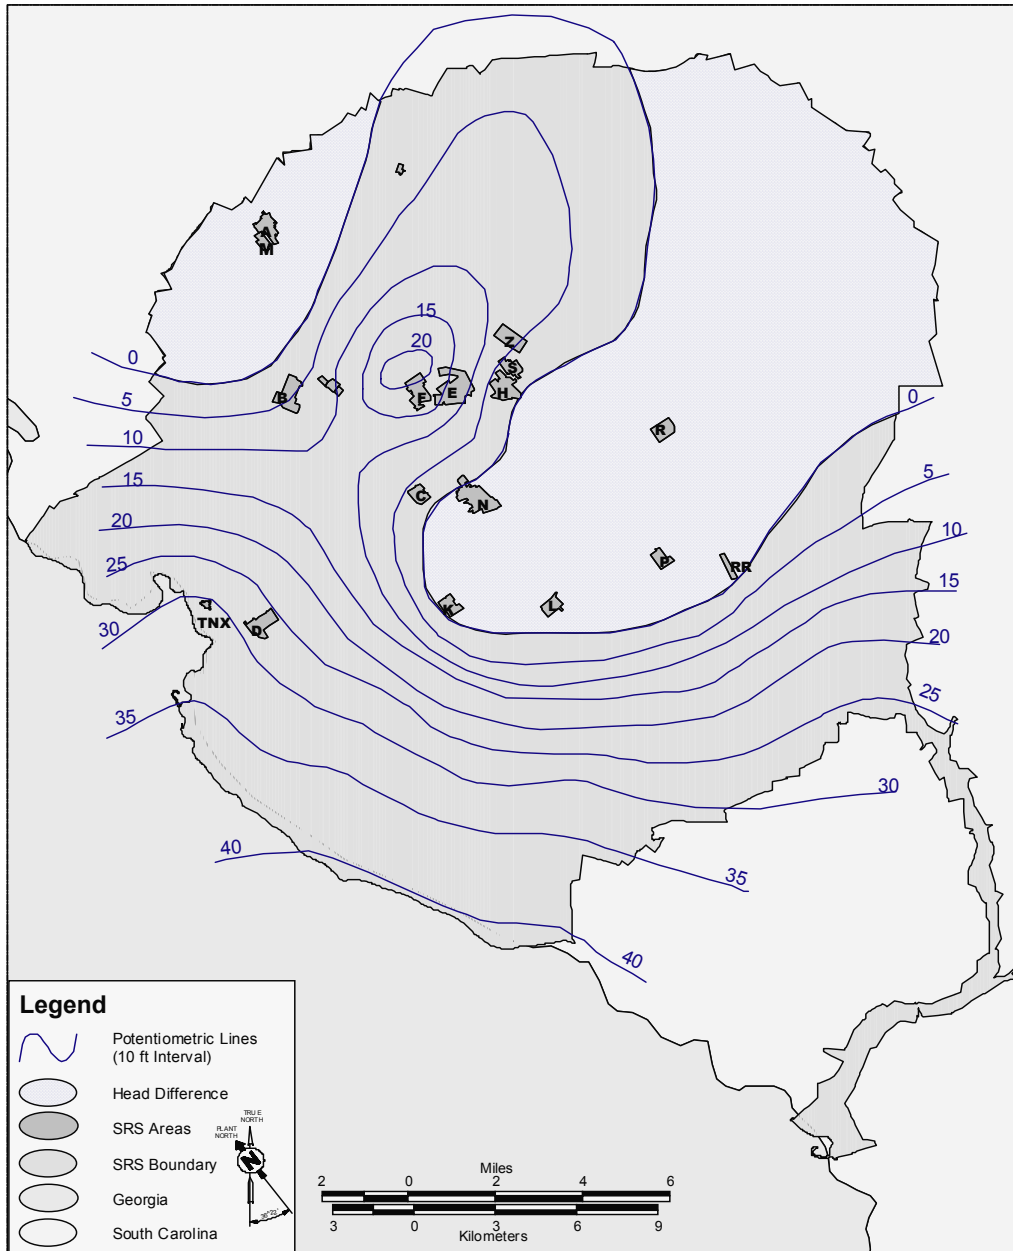 A
M
15
0
20
Z
S
5
B
F
E
H
0
10
R
15
C
N
5
20
10
25
P
RR
15
30
TNX
D
K
L
20
25
35
30
40
35
40
Legend
Potentiometric Lines
(10 ft Interval)
Head Difference
SRS Areas
SRS Boundary
Georgia
South Carolina
TRUE
NORTH
PLANT
NORTH
N
36°22'
Miles
2 0 2 4 6
3 0 3 6 9
Kilometers